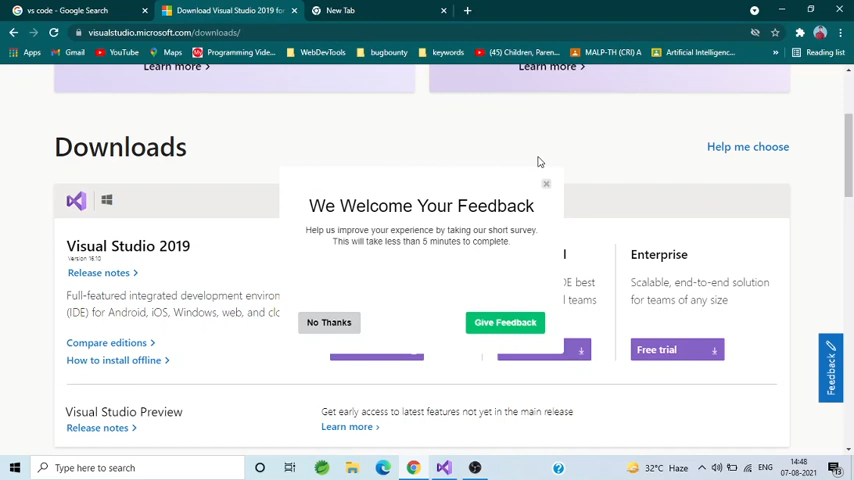 vs code - Google Search
Download Visual Studio 2019 for
New Tab
visualstudio.microsoft.com/downloads/
Apps
Gmail
YouTube
Maps
Programming Vide...
WebDevTools
bugbounty
keywords
(45) Children, Paren...
MALP-TH (CRI) A
Artificial Intelligenc...
Reading list
Learn more
Learn more
Downloads
Help me choose
We Welcome Your Feedback
Help us improve your experience by taking our short survey.
This will take less than 5 minutes to complete.
No Thanks
Give Feedback
Visual Studio 2019
Version 16.10
Release notes
Full-featured integrated development environ
(IDE) for Android, iOS, Windows, web, and clo
Compare editions
How to install offline
l
DE best
l teams
Enterprise
Scalable, end-to-end solution
for teams of any size
Free trial
Feedback
Visual Studio Preview
Release notes
Get early access to latest features not yet in the main release
Learn more
Type here to search
32°C Haze
ENG
14:48
07-08-2021